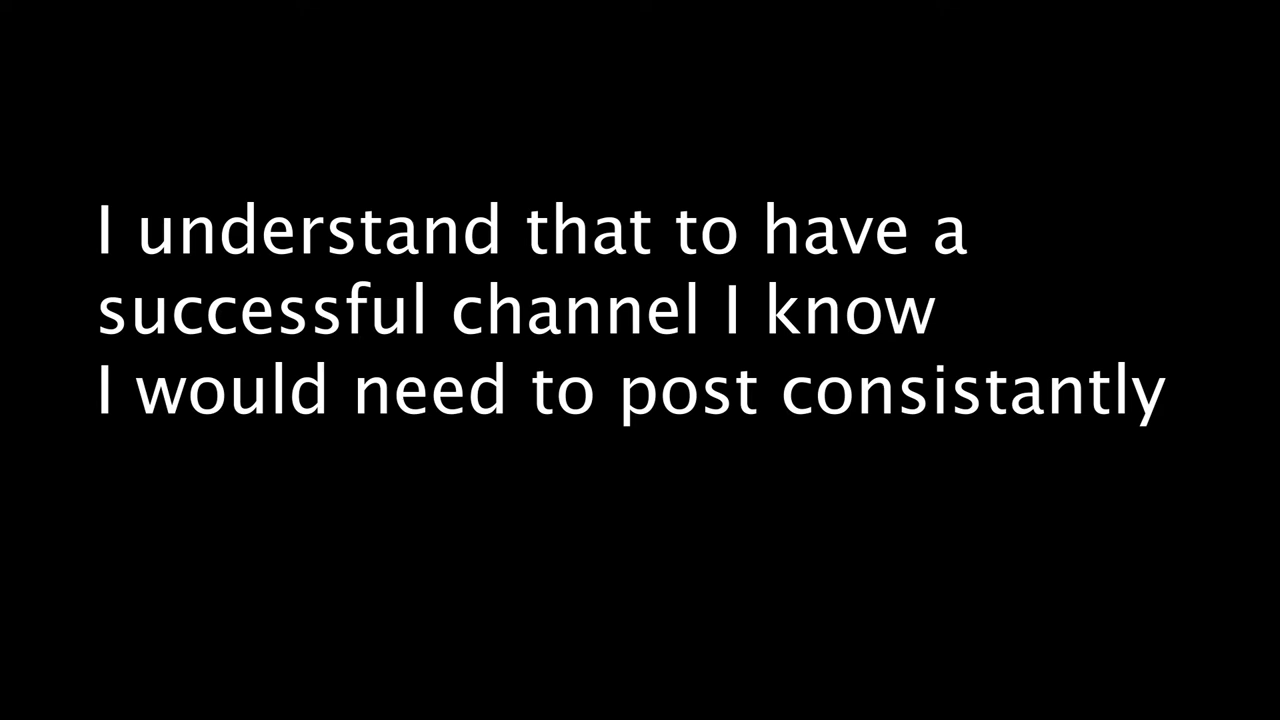 I understand that to have a
successful channel I know
I would need to post consistantly